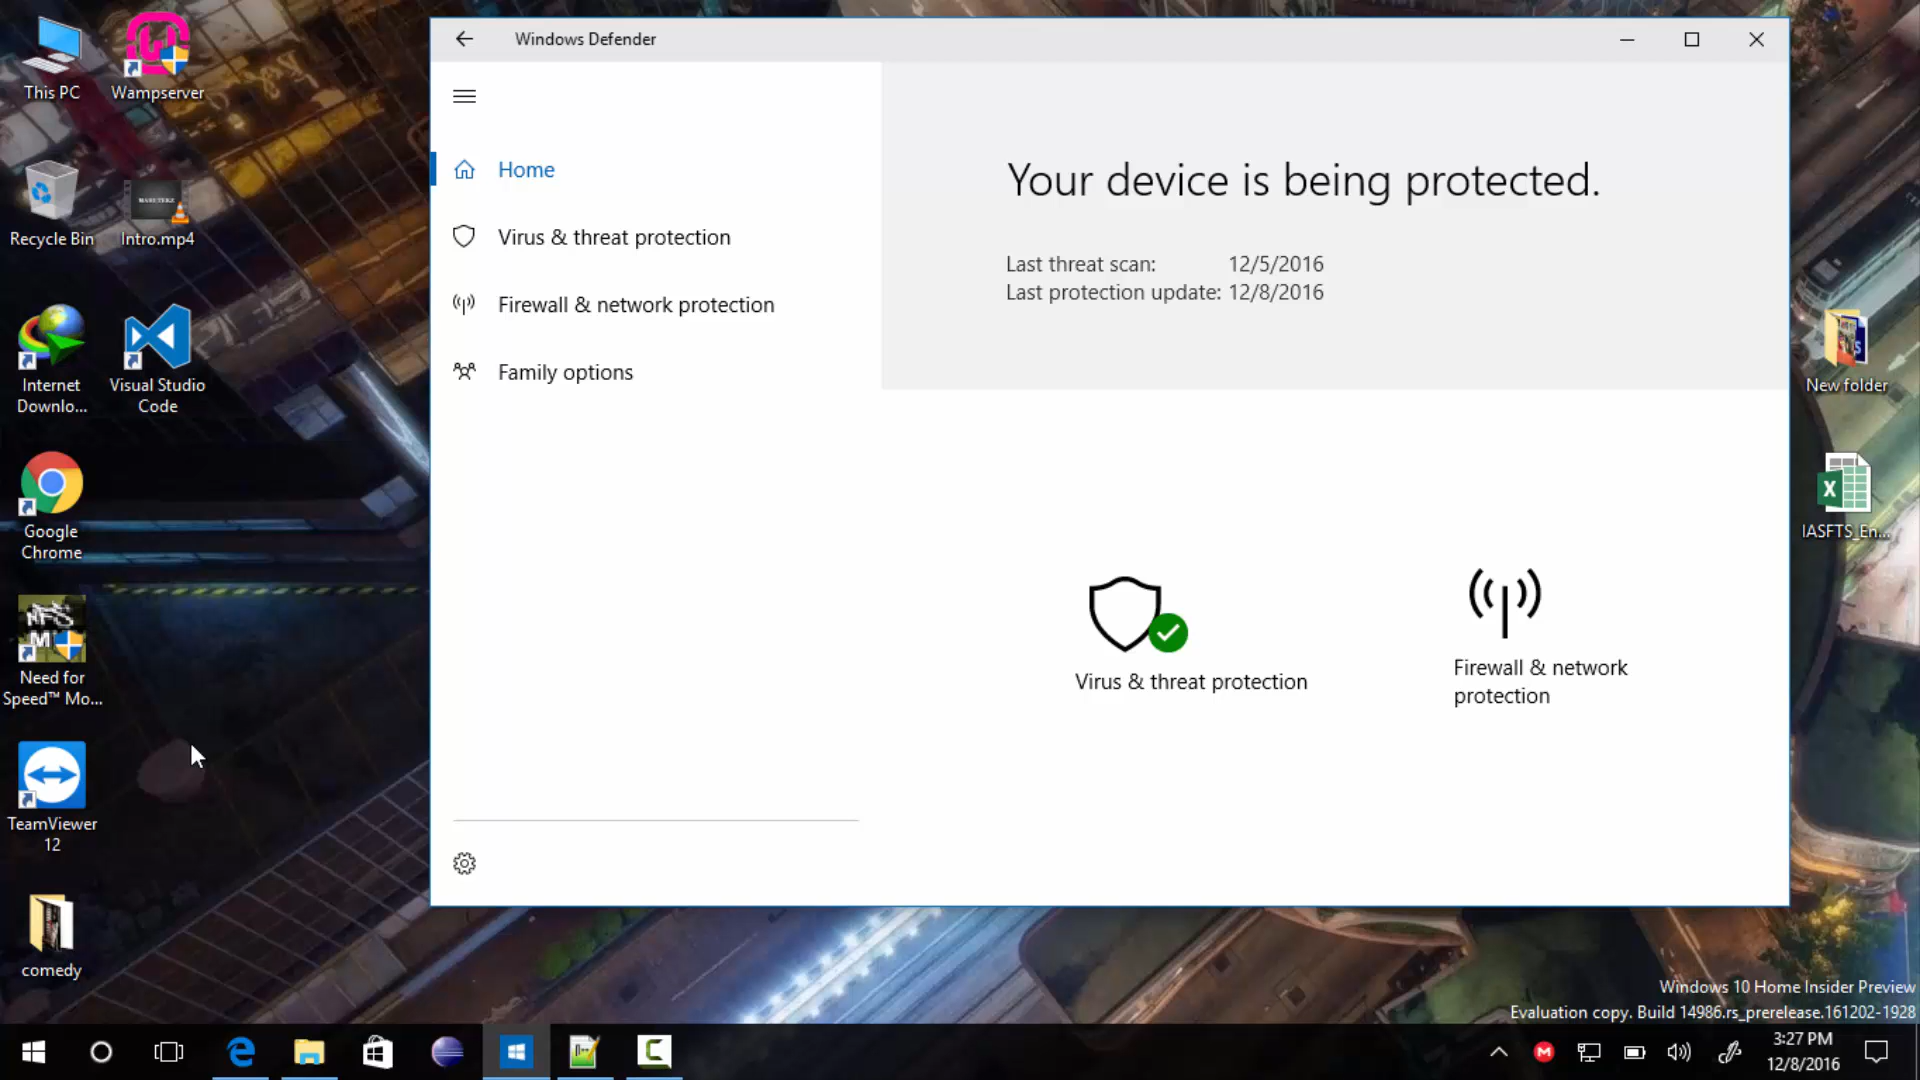 This PC
Wampserver
Recycle Bin
Intro.mp4
Internet
Downlo...
Visual Studio
Code
Google
Chrome
Need for
Speed™ Mo...
TeamViewer
12
comedy
Windows Defender
Home
Virus & threat protection
Firewall & network protection
Family options
Your device is being protected.
Last threat scan: 12/5/2016
Last protection update: 12/8/2016
Virus & threat protection
Firewall & network
protection
New folder
IASFTS_En...
Windows 10 Home Insider Preview
Evaluation copy. Build 14986.rs_prerelease.161202-1928
3:27 PM
12/8/2016